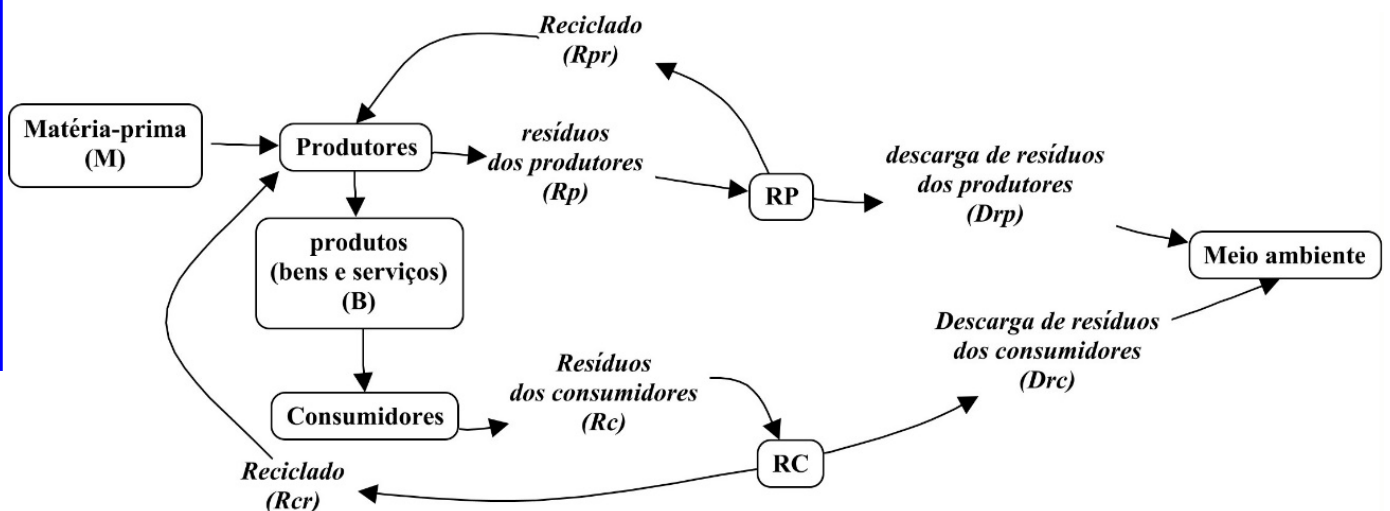 Reciclado
(Rpr)
Matéria-prima
(M)
Produtores
resíduos
dos produtores
(Rp)
RP
descarga de resíduos
dos produtores
(Drp)
Meio ambiente
produtos
(bens e serviços)
(B)
Consumidores
Resíduos
dos consumidores
(Rc)
RC
Descarga de resíduos
dos consumidores
(Drc)
Reciclado
(Rcr)